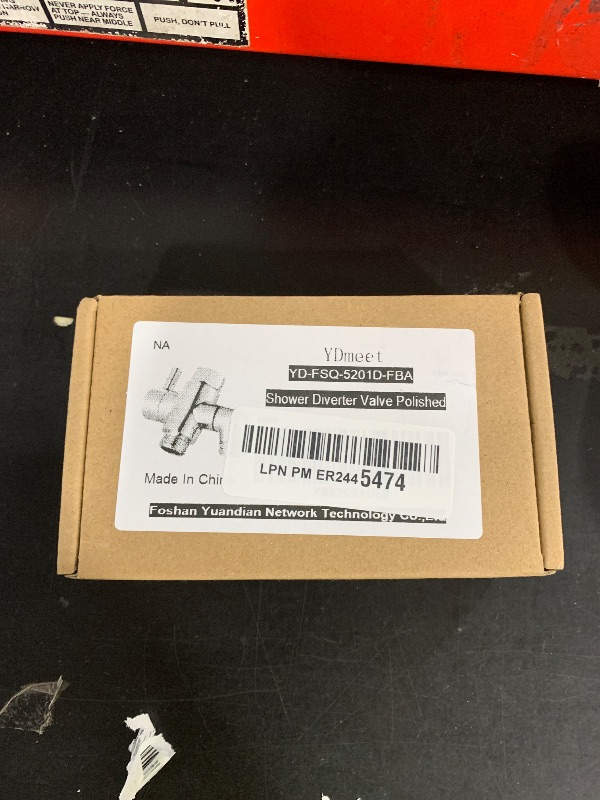 NEVER APPLY FORCE
AT TOP — ALWAYS
PUSH NEAR MIDDLE
PUSH, DON'T PULL
NA
YDmeet
YD-FSQ-5201D-FBA
Shower Diverter Valve Polished
LPN PM ER2445474
Made In
Foshan Yuandian Network Technology Co.,Ltd